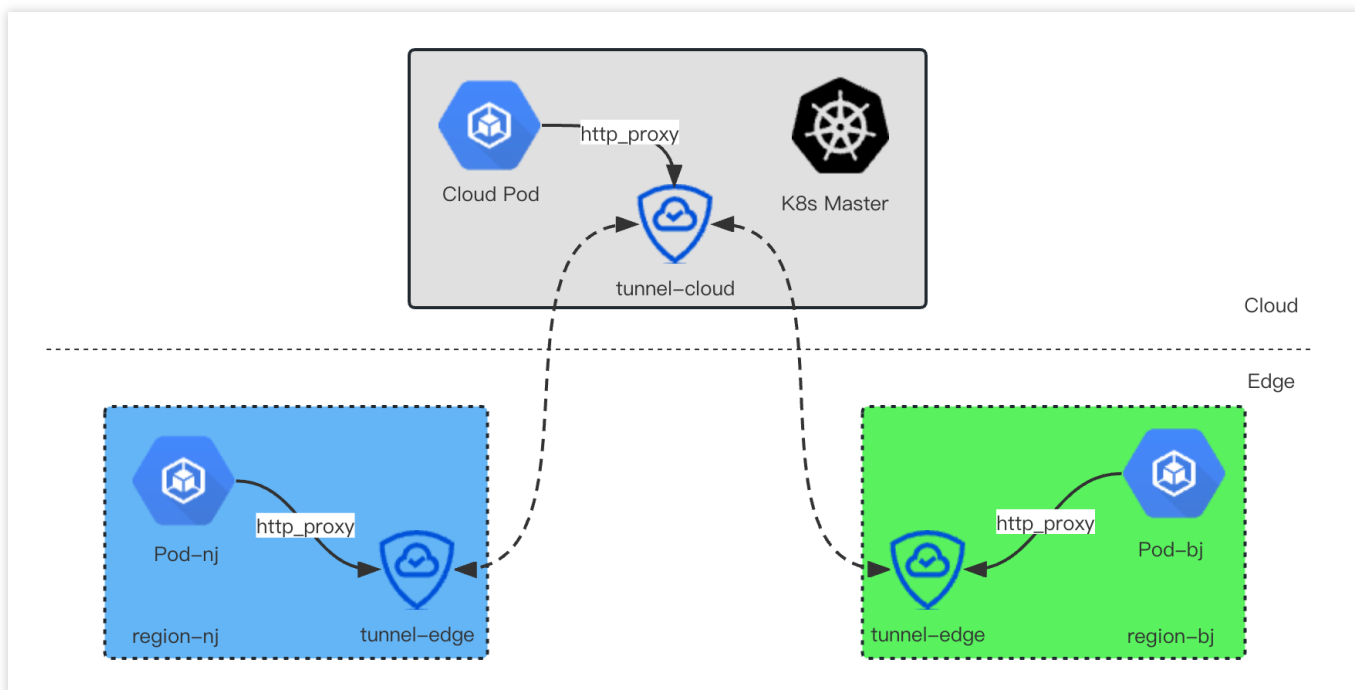 http_proxy
Cloud Pod
K8s Master
tunnel-cloud
Cloud
Edge
http_proxy
http_proxy
Pod-nj
Pod-bj
region-nj
tunnel-edge
tunnel-edge
region-bj